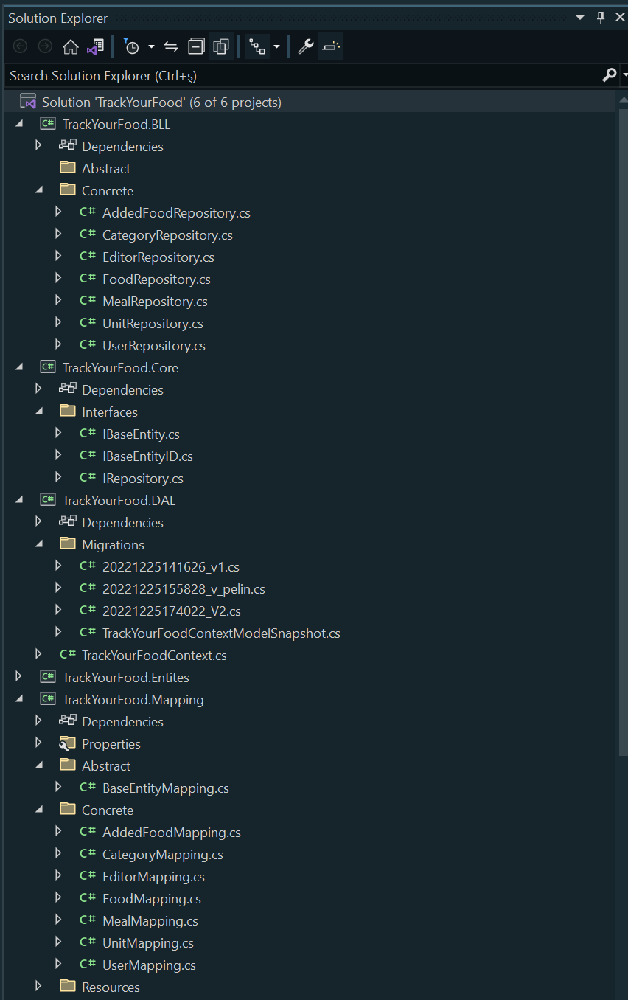 Solution Explorer
Search Solution Explorer (Ctrl+ş)
Solution 'TrackYourFood' (6 of 6 projects)
C# TrackYourFood.BLL
Dependencies
Abstract
Concrete
C# AddedFoodRepository.cs
C# CategoryRepository.cs
C# EditorRepository.cs
C# FoodRepository.cs
C# MealRepository.cs
C# UnitRepository.cs
C# UserRepository.cs
C# TrackYourFood.Core
Dependencies
Interfaces
C# IBaseEntity.cs
C# IBaseEntityID.cs
C# IRepository.cs
C# TrackYourFood.DAL
Dependencies
Migrations
C# 20221225141626_v1.cs
C# 20221225155828_v_pelin.cs
C# 20221225174022_V2.cs
C# TrackYourFoodContextModelSnapshot.cs
C# TrackYourFoodContext.cs
C# TrackYourFood.Entites
C# TrackYourFood.Mapping
Dependencies
Properties
Abstract
C# BaseEntityMapping.cs
Concrete
C# AddedFoodMapping.cs
C# CategoryMapping.cs
C# EditorMapping.cs
C# FoodMapping.cs
C# MealMapping.cs
C# UnitMapping.cs
C# UserMapping.cs
Resources